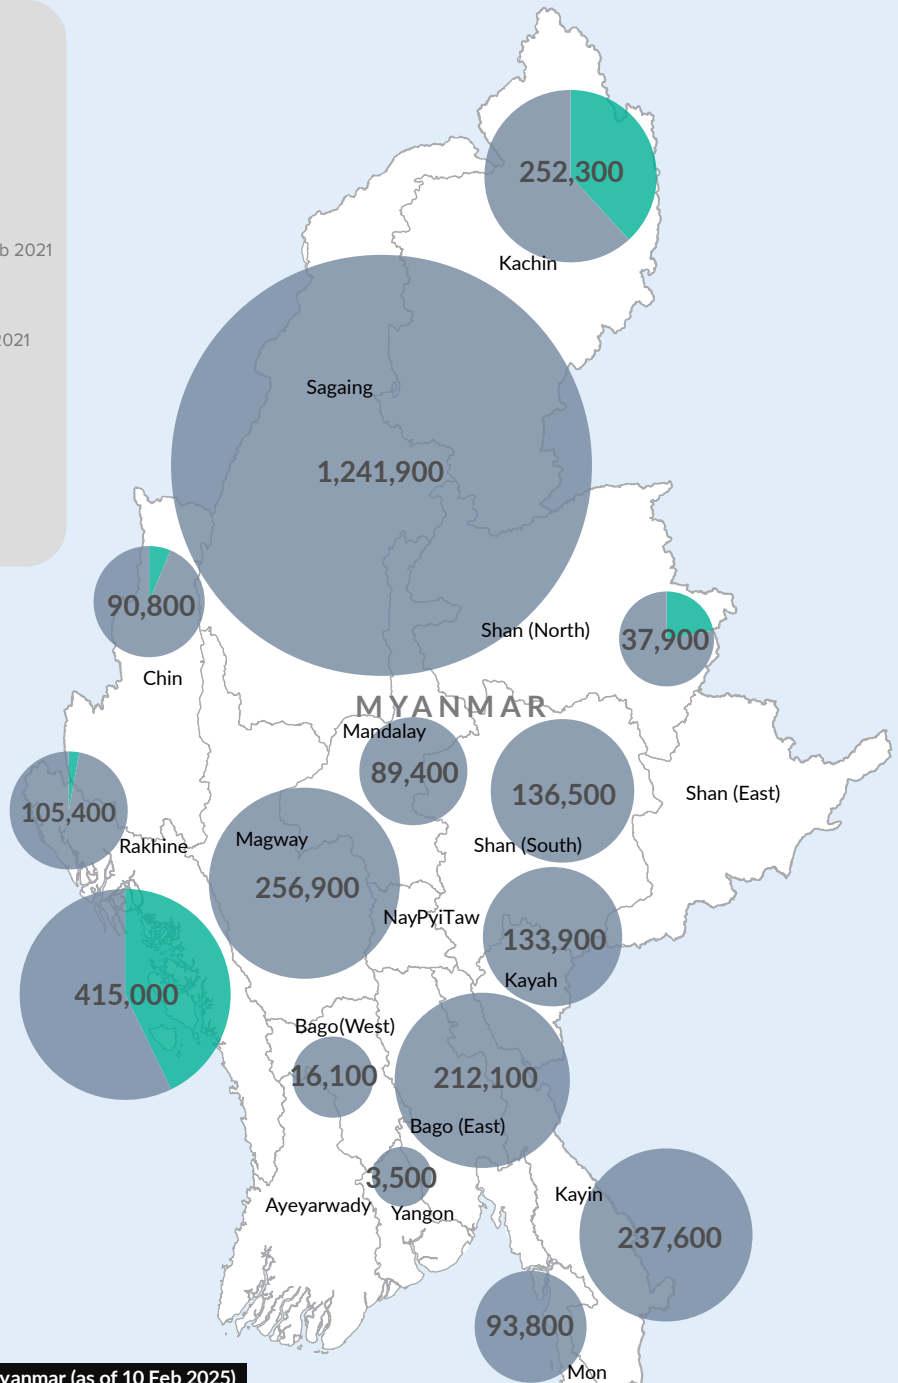 252,300
Kachin
2021
2021
Sagaing
1,241,900
90,800
Chin
Shan (North)
37,900
MYANMAR
Mandalay
89,400
136,500
Shan (East)
105,400
Rakhine
Magway
Shan (South)
256,900
NayPyiTaw
133,900
Kayah
415,000
Bago(West)
16,100
212,100
Bago (East)
3,500
Ayeyarwady
Yangon
Kayin
237,600
93,800
Mon
yanmar (as of 10 Feb 2025)